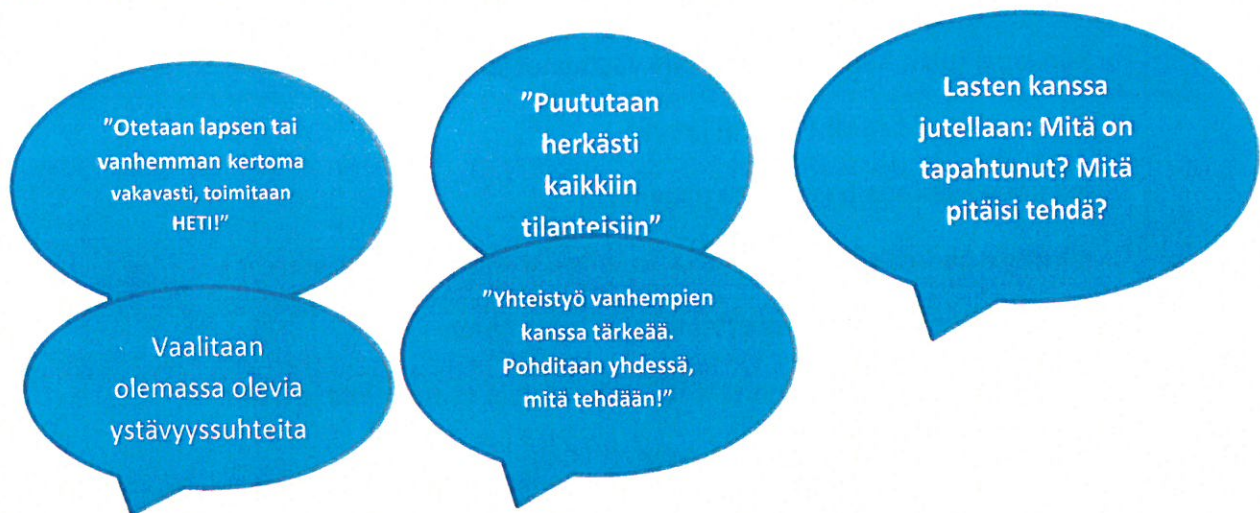 "Otetaan lapsen tai
vanhemman kertoma
vakavasti, toimitaan
HETI!"
"Puututaan
herkästi
kaikkiin
tilanteisiin"
Lasten kanssa
jutellaan: Mitä on
tapahtunut? Mitä
pitäisi tehdä?
Vaalitaan
olemassa olevia
ystävyyssuhteita
"Yhteistyö vanhempien
kanssa tärkeää.
Pohditaan yhdessä,
mitä tehdään!"